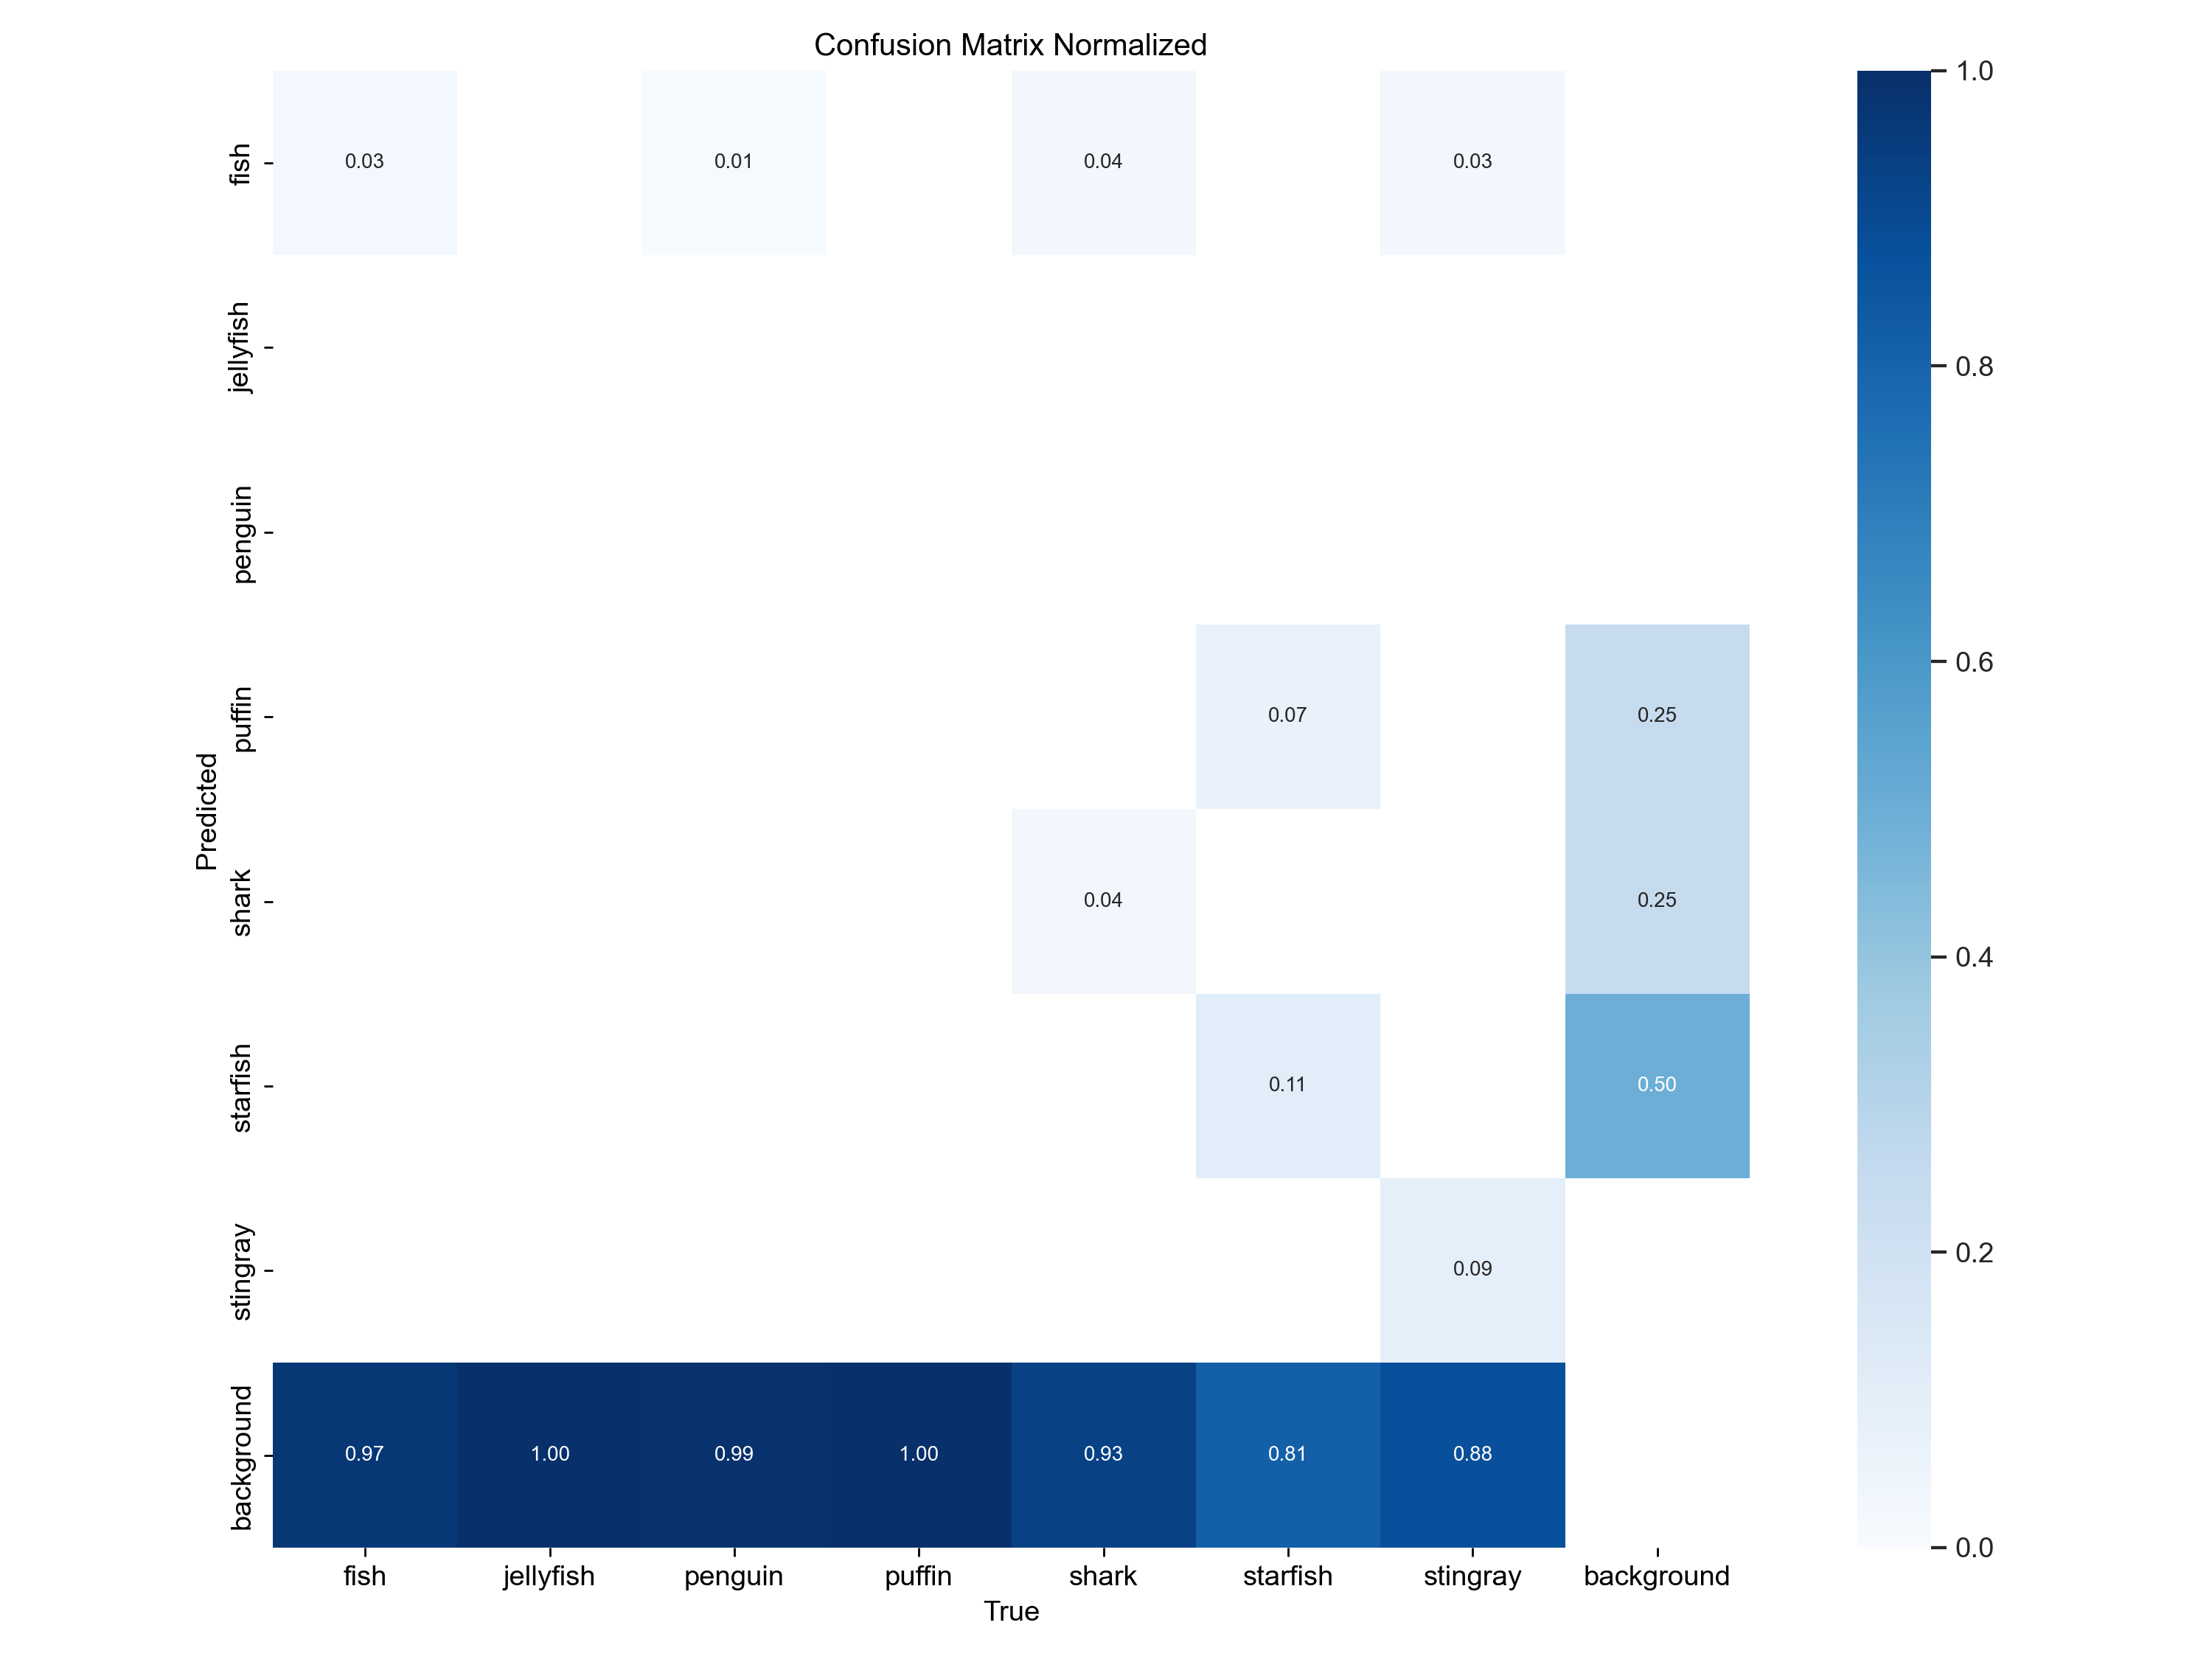 Confusion Matrix Normalized
fish 0.03 0.01 0.04 0.03
jellyfish
penguin
puffin 0.07 0.25
shark 0.04 0.25
starfish 0.11 0.50
stingray 0.09
background 0.97 1.00 0.99 1.00 0.93 0.81 0.88
fish jellyfish penguin puffin shark starfish stingray background
True
Predicted
1.0
0.8
0.6
0.4
0.2
0.0